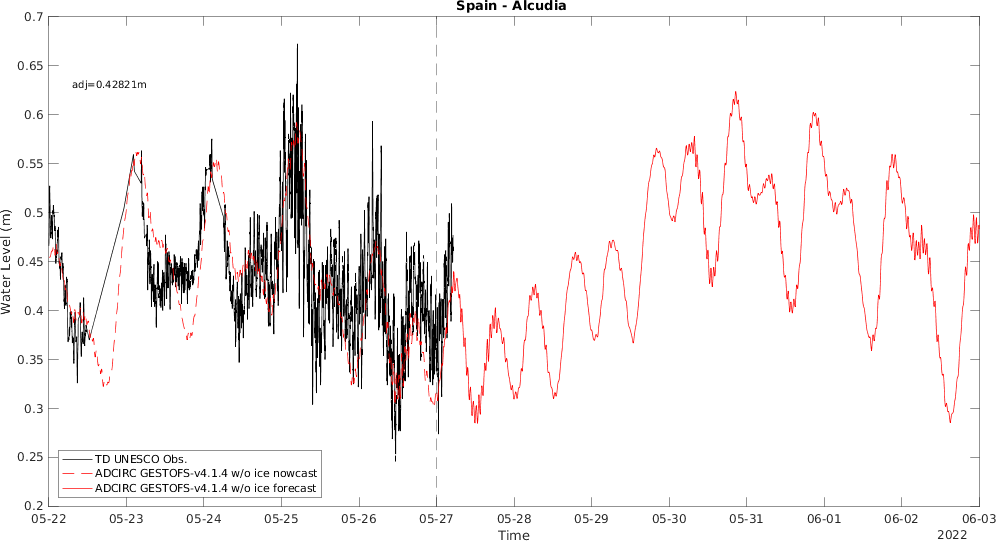 Spain - Alcudia
0.7
0.65
adj=0.42821m
0.6
0.55
0.5
0.45
0.4
0.35
0.3
0.25
0.2
Water Level (m)
TD UNESCO Obs.
ADCIRC GESTOFS-v4.1.4 w/o ice nowcast
ADCIRC GESTOFS-v4.1.4 w/o ice forecast
05-22 05-23 05-24 05-25 05-26 05-27 05-28 05-29 05-30 05-31 06-01 06-02 06-03
Time
2022